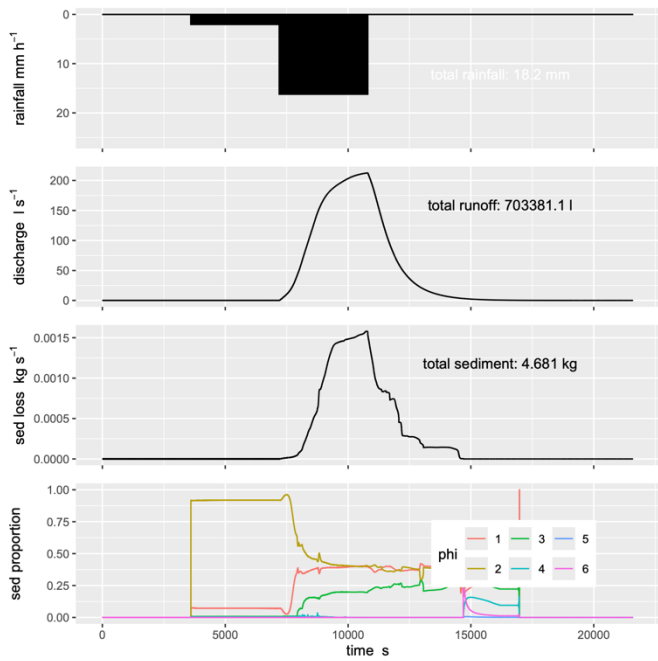 0
10
20
rainfall mm h⁻¹
total rainfall: 18.2 mm
200
150
100
50
0
discharge l s⁻¹
total runoff: 703381.1 l
0.0015
0.0010
0.0005
0.0000
sed loss kg s⁻¹
total sediment: 4.681 kg
1.00
0.75
0.50
0.25
0.00
sed proportion
phi
1 3 5
2 4 6
0 5000 10000 15000 20000
time s